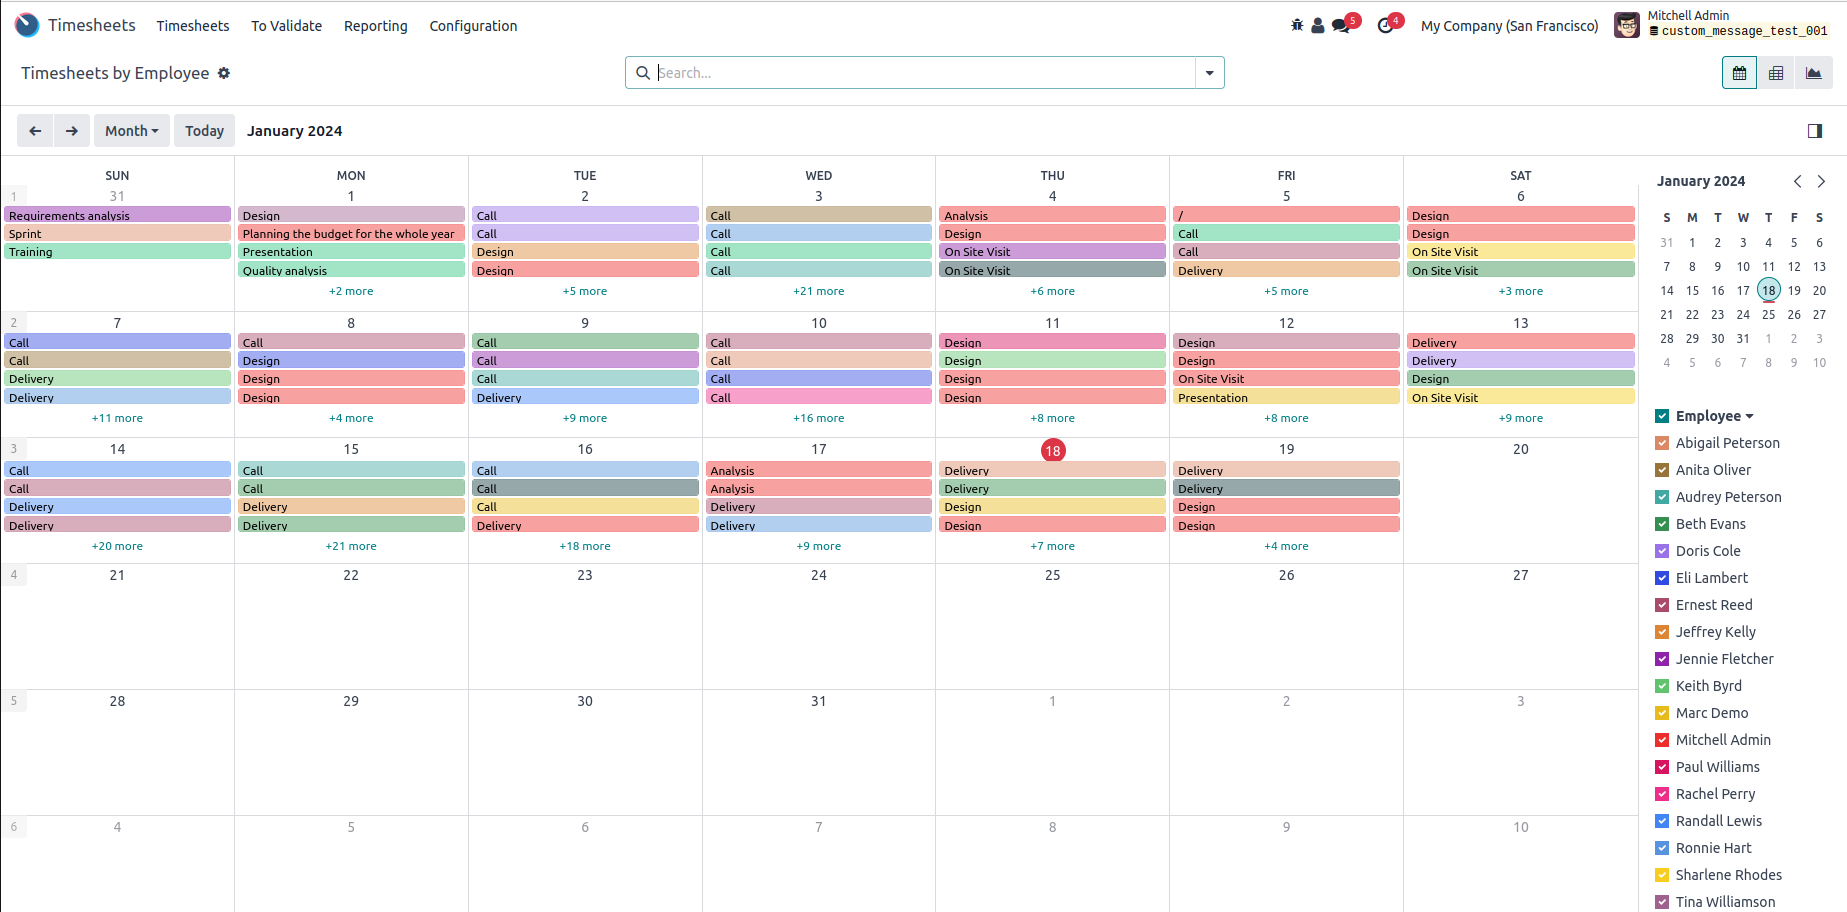 Timesheets Timesheets To Validate Reporting Configuration 5 4 My Company (San Francisco) Mitchell Admin
custom_message_test_001
Timesheets by Employee Search...
Month Today January 2024
SUN MON TUE WED THU FRI SAT
1 31 1 2 3 4 5 6
Requirements analysis Design Call Call Analysis / Design
Sprint Planning the budget for the whole year Call Call Design Call Design
Training Presentation Design Call On Site Visit Call On Site Visit
Quality analysis Design Call On Site Visit Delivery On Site Visit
+2 more +5 more +21 more +6 more +5 more +3 more
2 7 8 9 10 11 12 13
Call Call Call Call Design Design Delivery
Call Design Call Call Design Design Delivery
Delivery Design Call Call Design On Site Visit Design
Delivery Design Delivery Call Design Presentation On Site Visit
+11 more +4 more +9 more +16 more +8 more +8 more +9 more
3 14 15 16 17 18 19 20
Call Call Call Analysis Delivery Delivery
Call Call Call Analysis Delivery Delivery
Delivery Delivery Call Delivery Design Design
Delivery Delivery Delivery Delivery Design Design
+20 more +21 more +18 more +9 more +7 more +4 more
4 21 22 23 24 25 26 27
5 28 29 30 31 1 2 3
6 4 5 6 7 8 9 10
January 2024
S M T W T F S
31 1 2 3 4 5 6
7 8 9 10 11 12 13
14 15 16 17 18 19 20
21 22 23 24 25 26 27
28 29 30 31 1 2 3
4 5 6 7 8 9 10
Employee
Abigail Peterson
Anita Oliver
Audrey Peterson
Beth Evans
Doris Cole
Eli Lambert
Ernest Reed
Jeffrey Kelly
Jennie Fletcher
Keith Byrd
Marc Demo
Mitchell Admin
Paul Williams
Rachel Perry
Randall Lewis
Ronnie Hart
Sharlene Rhodes
Tina Williamson